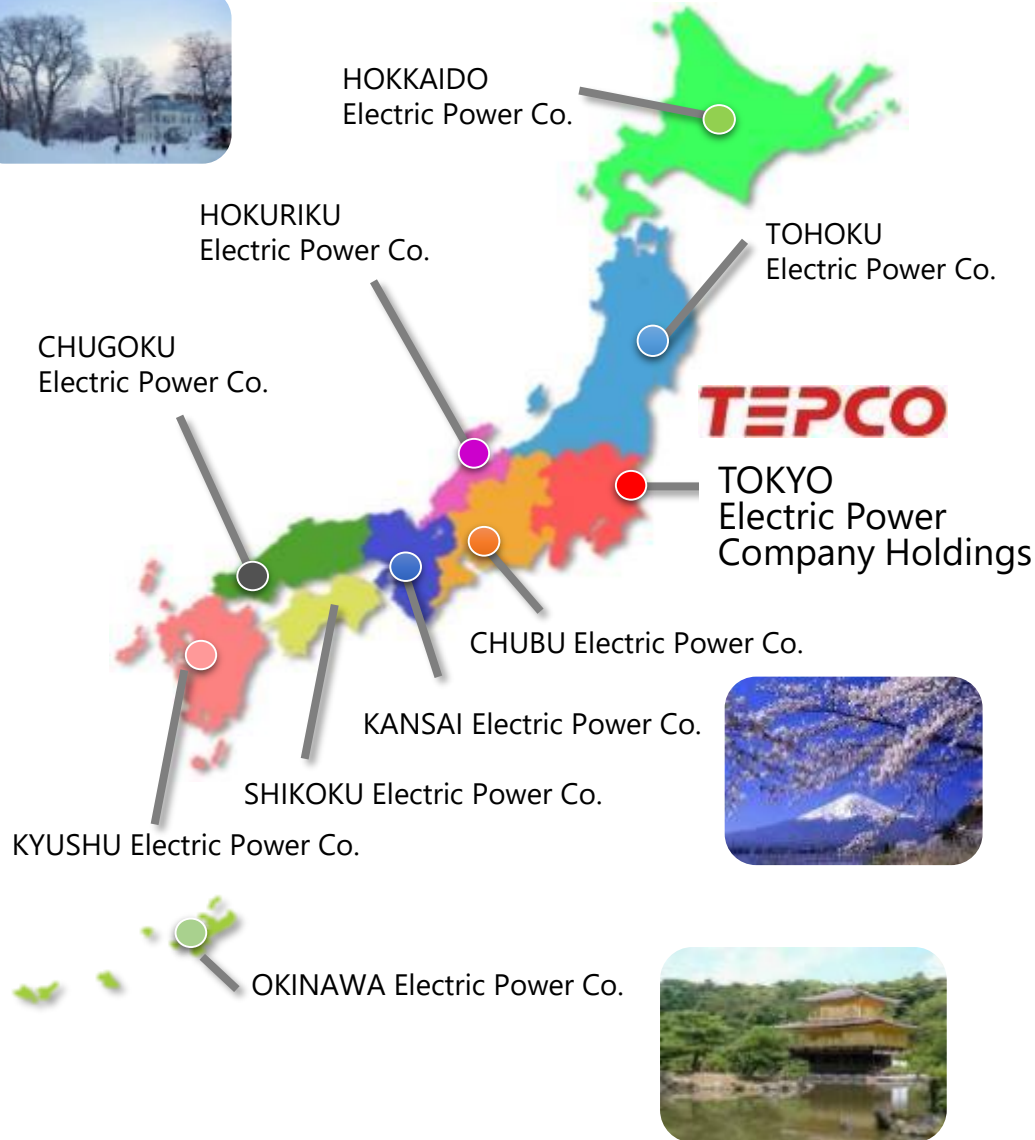 HOKKAIDO
Electric Power Co.
HOKURIKU
Electric Power Co.
TOHOKU
Electric Power Co.
CHUGOKU
Electric Power Co.
TEPCO
TOKYO
Electric Power
Company Holdings
CHUBU Electric Power Co.
KANSAI Electric Power Co.
SHIKOKU Electric Power Co.
KYUSHU Electric Power Co.
OKINAWA Electric Power Co.